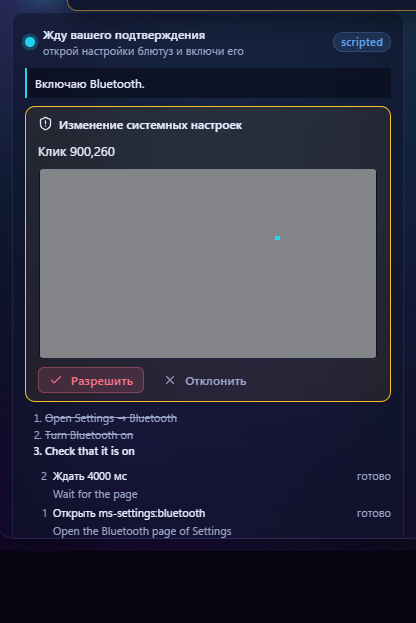 Жду вашего подтверждения
открой настройки блютуз и включи его
scripted
Включаю Bluetooth.
Изменение системных настроек
Клик 900,260
Разрешить
Отклонить
1. Open Settings → Bluetooth
2. Turn Bluetooth on
3. Check that it is on
2 Ждать 4000 мс готово
Wait for the page
1 Открыть ms-settings:bluetooth готово
Open the Bluetooth page of Settings